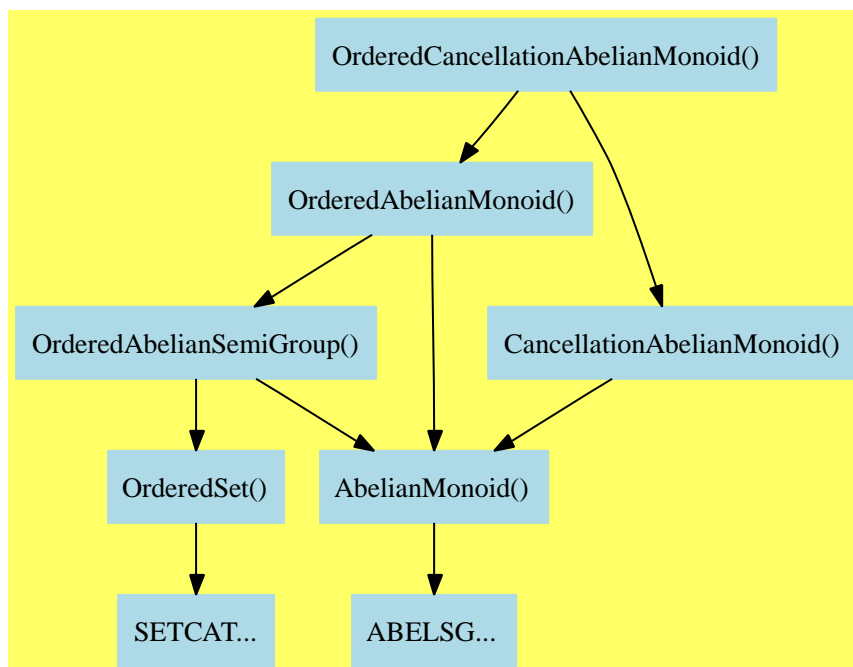 OrderedCancellationAbelianMonoid()
OrderedAbelianMonoid()
OrderedAbelianSemiGroup()
CancellationAbelianMonoid()
OrderedSet()
AbelianMonoid()
SETCAT...
ABELSG...